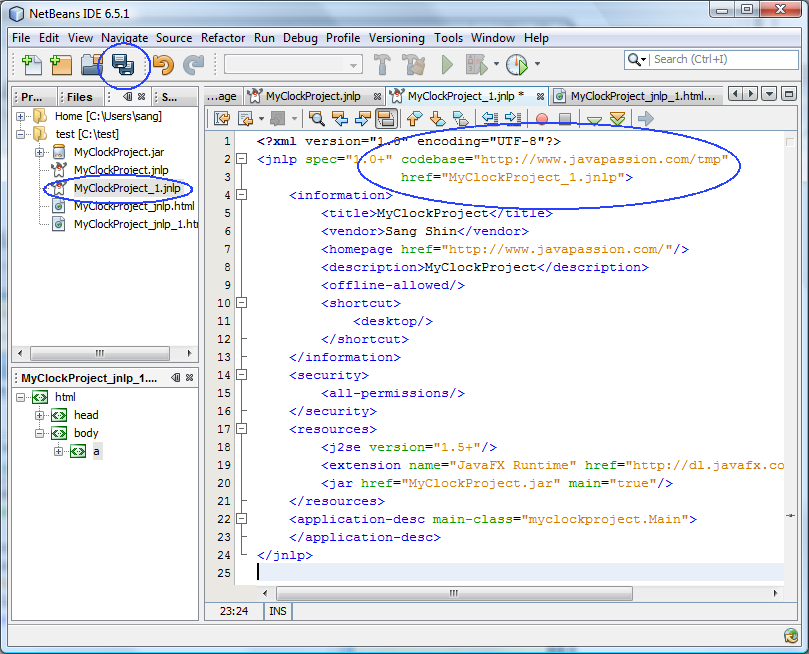 NetBeans IDE 6.5.1
File Edit View Navigate Source Refactor Run Debug Profile Versioning Tools Window Help
Search (Ctrl+I)
Pr... Files S...
Home [C:\Users\sang]
test [C:\test]
MyClockProject.jar
MyClockProject.jnlp
MyClockProject_1.jnlp
MyClockProject_jnlp.html
MyClockProject_jnlp_1.ht
MyClockProject_jnlp_1....
html
head
body
a
...age MyClockProject.jnlp MyClockProject_1.jnlp * MyClockProject_jnlp_1.html...
1 <?xml version="1.0" encoding="UTF-8"?>
2 <jnlp spec="1.0+" codebase="http://www.javapassion.com/tmp"
3 href="MyClockProject_1.jnlp">
4 <information>
5 <title>MyClockProject</title>
6 <vendor>Sang Shin</vendor>
7 <homepage href="http://www.javapassion.com/"/>
8 <description>MyClockProject</description>
9 <offline-allowed/>
10 <shortcut>
11 <desktop/>
12 </shortcut>
13 </information>
14 <security>
15 <all-permissions/>
16 </security>
17 <resources>
18 <j2se version="1.5+"/>
19 <extension name="JavaFX Runtime" href="http://dl.javafx.co
20 <jar href="MyClockProject.jar" main="true"/>
21 </resources>
22 <application-desc main-class="myclockproject.Main">
23 </application-desc>
24 </jnlp>
25
23:24 INS